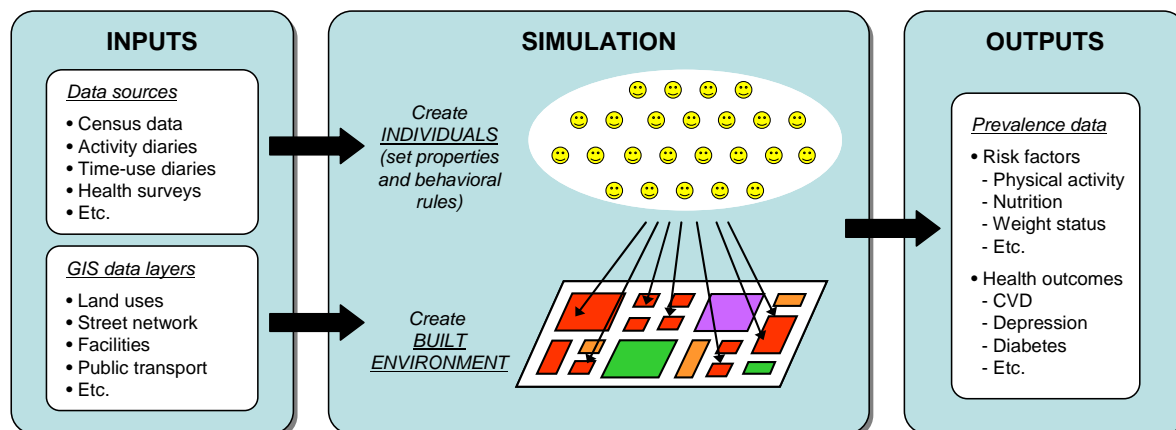 INPUTS
Data sources
• Census data
• Activity diaries
• Time-use diaries
• Health surveys
• Etc.
GIS data layers
• Land uses
• Street network
• Facilities
• Public transport
• Etc.
SIMULATION
Create
INDIVIDUALS
(set properties
and behavioral
rules)
Create
BUILT
ENVIRONMENT
OUTPUTS
Prevalence data
• Risk factors
- Physical activity
- Nutrition
- Weight status
- Etc.
• Health outcomes
- CVD
- Depression
- Diabetes
- Etc.